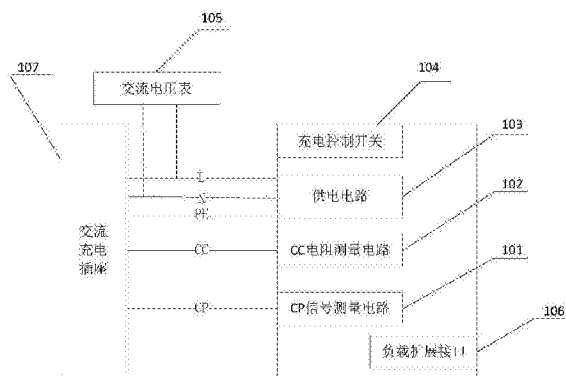 105
107
交流电压表
104
充电控制开关
103
L
供电电路
N
102
PE
交流
充电
插座
CC
CC电阻测量电路
101
CP
CP信号测量电路
106
负载扩展接口